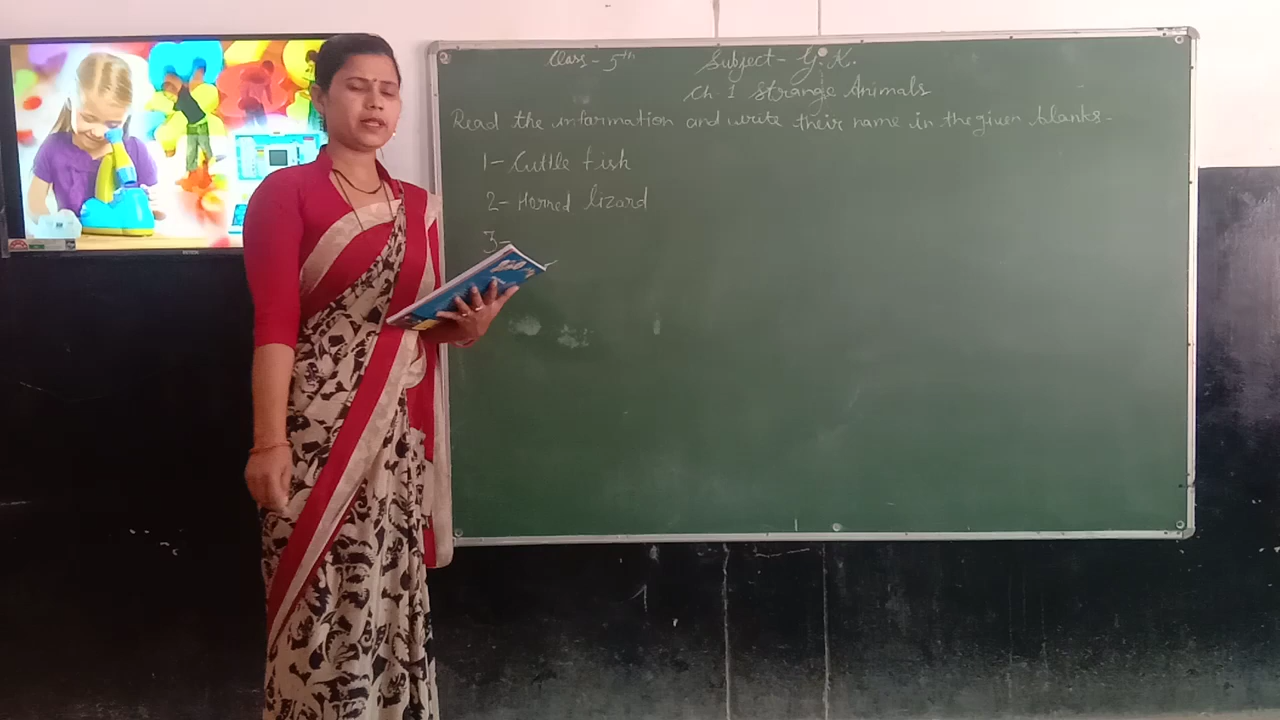 Class - 5th Subject - G.K.
Ch 1 Strange Animals
Read the information and write their name in the given blanks -
1- Cuttle fish
2- Horned lizard
3-